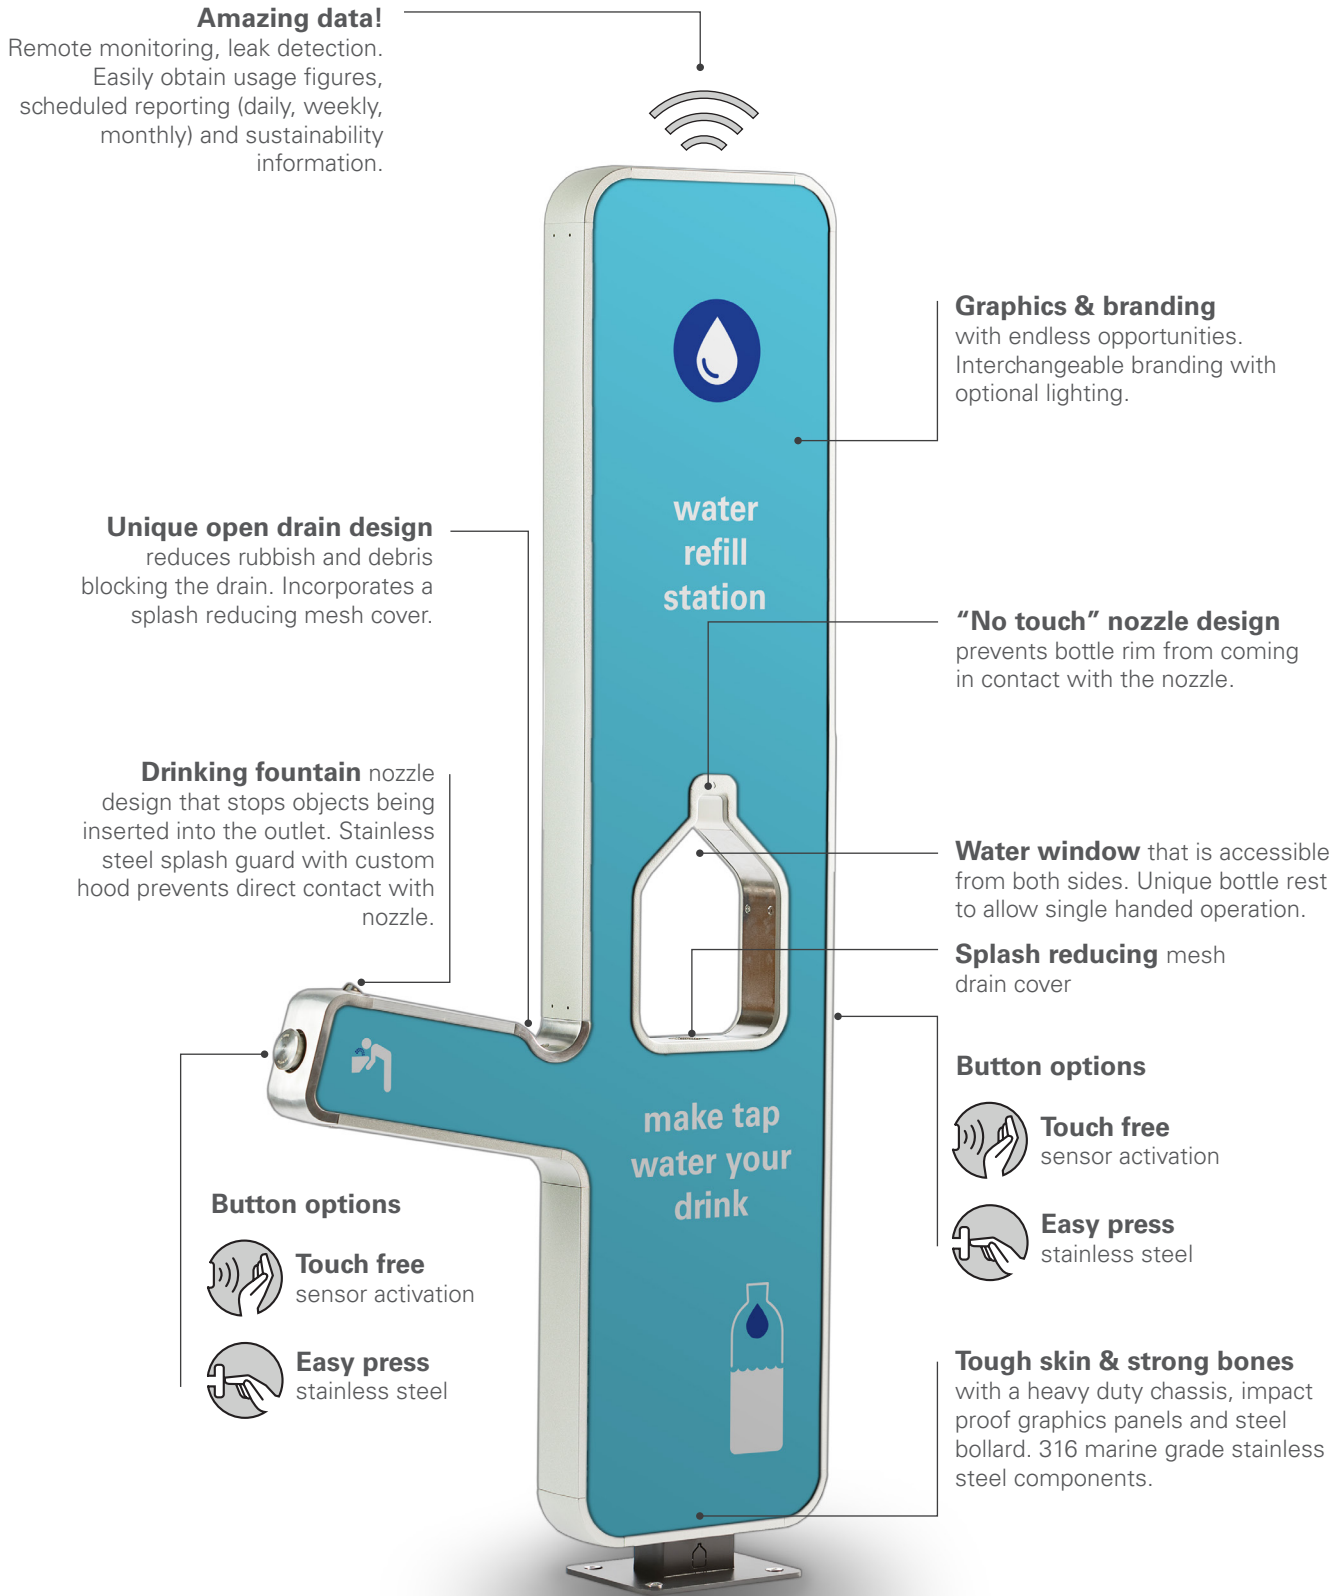 Amazing data!
Remote monitoring, leak detection.
Easily obtain usage figures,
scheduled reporting (daily, weekly,
monthly) and sustainability
information.
Graphics & branding
with endless opportunities.
Interchangeable branding with
optional lighting.
water
refill
station
Unique open drain design
reduces rubbish and debris
blocking the drain. Incorporates a
splash reducing mesh cover.
“No touch” nozzle design
prevents bottle rim from coming
in contact with the nozzle.
Drinking fountain nozzle
design that stops objects being
inserted into the outlet. Stainless
steel splash guard with custom
hood prevents direct contact with
nozzle.
Water window that is accessible
from both sides. Unique bottle rest
to allow single handed operation.
Splash reducing mesh
drain cover
make tap
water your
drink
Button options
Touch free
sensor activation
Easy press
stainless steel
Button options
Touch free
sensor activation
Easy press
stainless steel
Tough skin & strong bones
with a heavy duty chassis, impact
proof graphics panels and steel
bollard. 316 marine grade stainless
steel components.